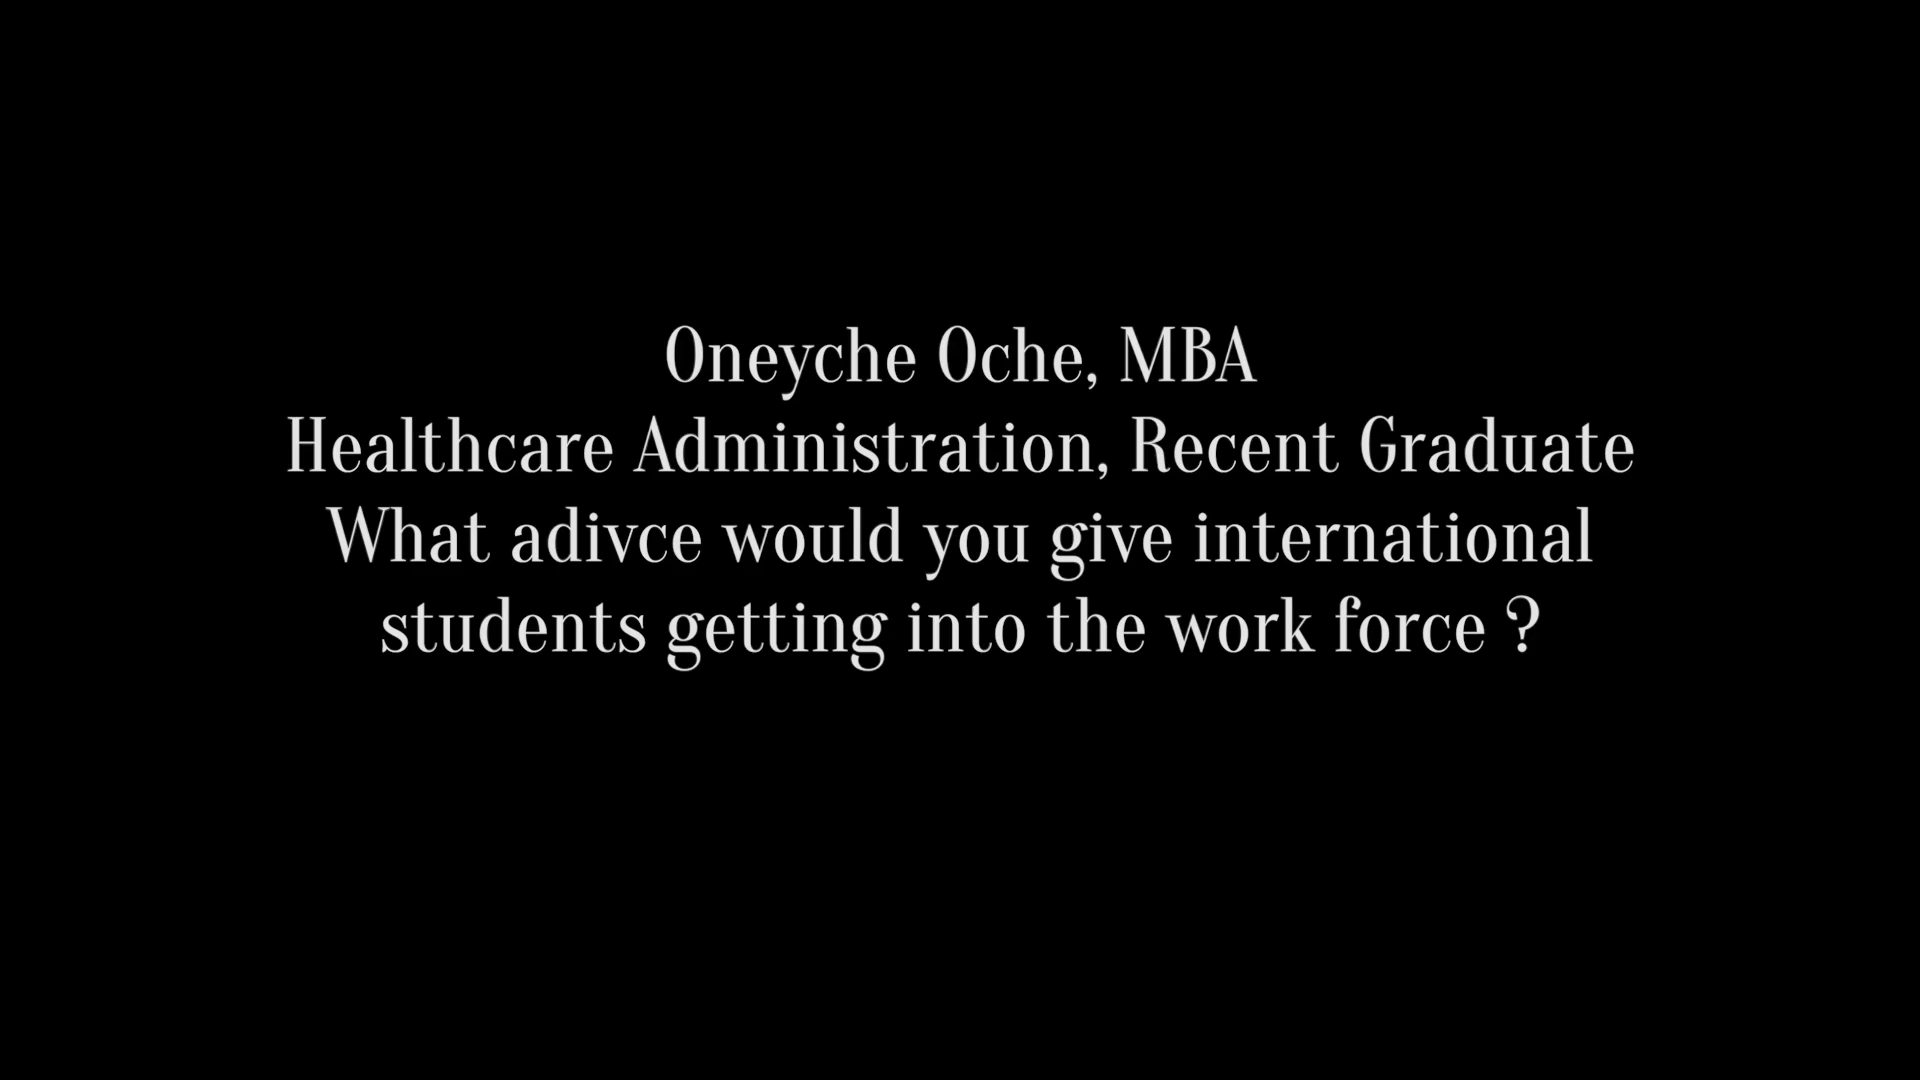 Oneyche Oche, MBA
Healthcare Administration, Recent Graduate
What adivce would you give international
students getting into the work force ?